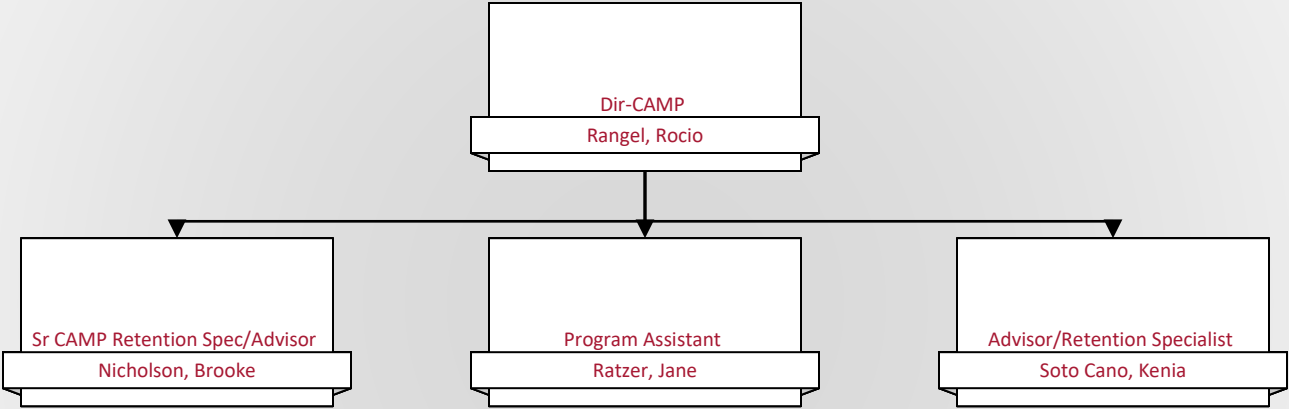 Dir-CAMP
Rangel, Rocio
Sr CAMP Retention Spec/Advisor
Nicholson, Brooke
Program Assistant
Ratzer, Jane
Advisor/Retention Specialist
Soto Cano, Kenia